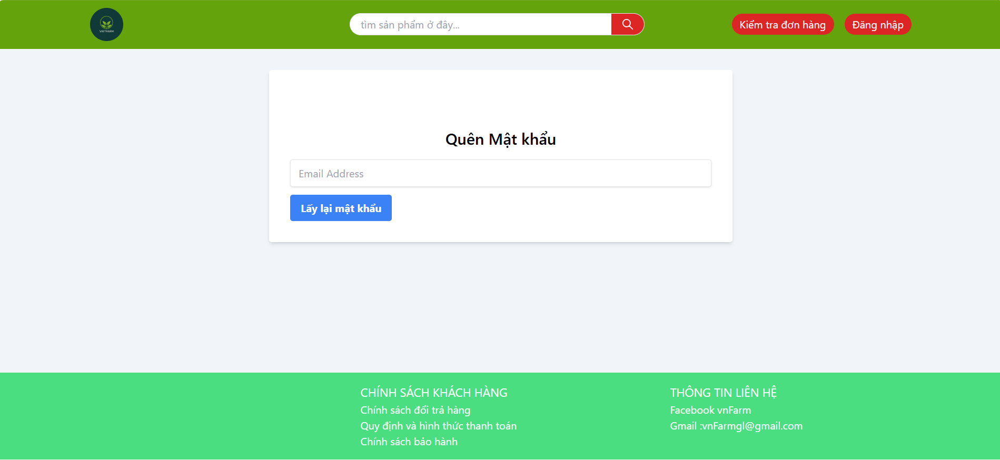 VIETFARM
tìm sản phẩm ở đây...
Kiểm tra đơn hàng
Đăng nhập
Quên Mật khẩu
Email Address
Lấy lại mật khẩu
CHÍNH SÁCH KHÁCH HÀNG
Chính sách đổi trả hàng
Quy định và hình thức thanh toán
Chính sách bảo hành
THÔNG TIN LIÊN HỆ
Facebook vnFarm
Gmail :vnFarmgl@gmail.com